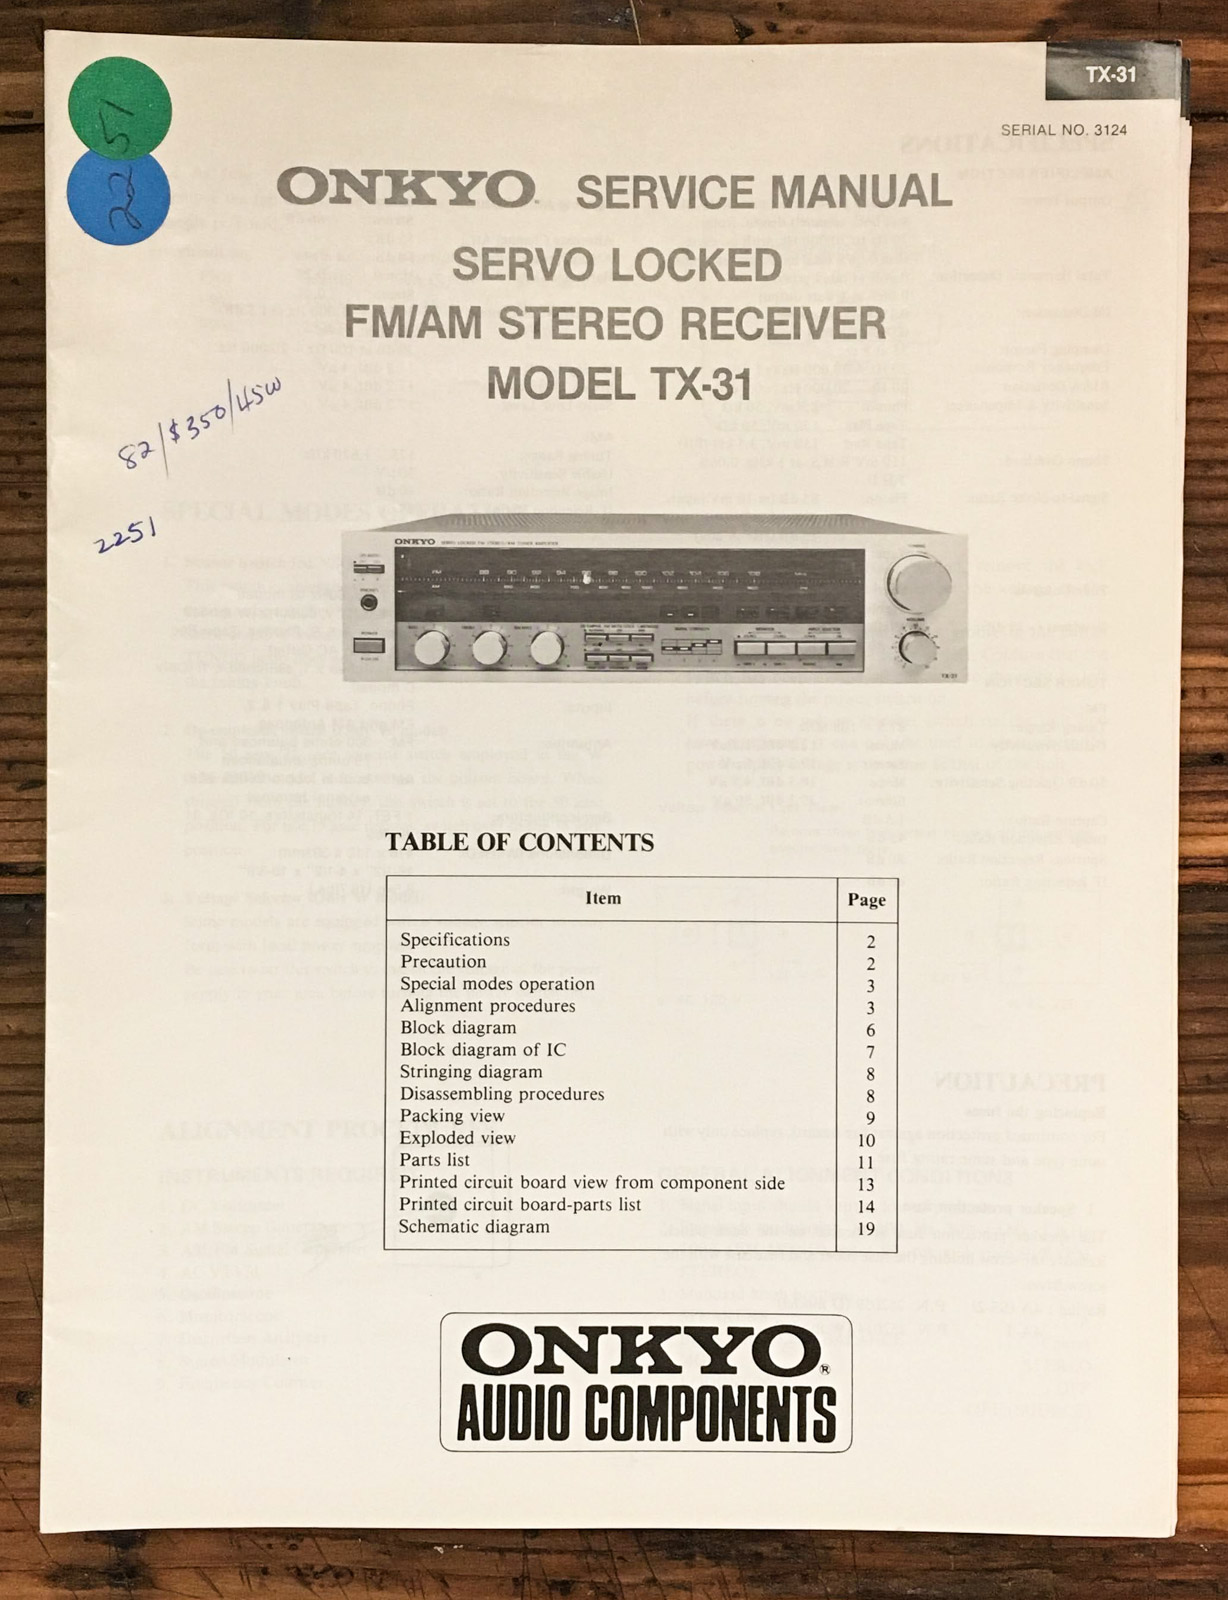 TX-31
SERIAL NO. 3124
51
22
ONKYO. SERVICE MANUAL
SERVO LOCKED
FM/AM STEREO RECEIVER
MODEL TX-31
82/$350/45W
2251
ONKYO
TX-31
TABLE OF CONTENTS
Item Page
Specifications 2
Precaution 2
Special modes operation 3
Alignment procedures 3
Block diagram 6
Block diagram of IC 7
Stringing diagram 8
Disassembling procedures 8
Packing view 9
Exploded view 10
Parts list 11
Printed circuit board view from component side 13
Printed circuit board-parts list 14
Schematic diagram 19
ONKYO®
AUDIO COMPONENTS